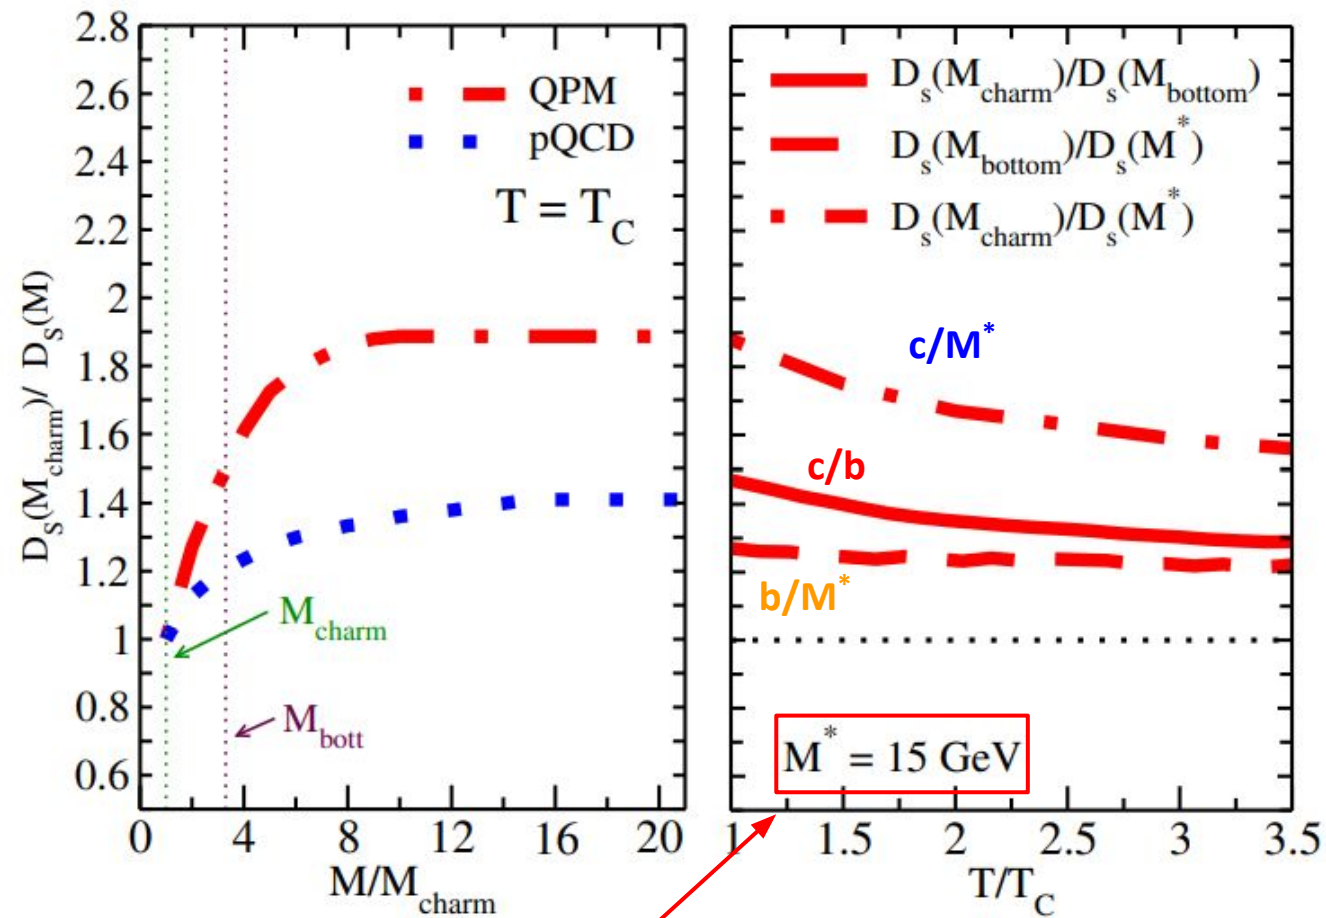 2.8
2.6
2.4
2.2
2
1.8
1.6
1.4
1.2
1
0.8
0.6
D_S(M_charm)/ D_S(M)
QPM
pQCD
T = T_C
M_charm
M_bott
0 4 8 12 16 20
M/M_charm
D_s(M_charm)/D_s(M_bottom)
D_s(M_bottom)/D_s(M^*)
D_s(M_charm)/D_s(M^*)
c/M^*
c/b
b/M^*
M^* = 15 GeV
1 1.5 2 2.5 3 3.5
T/T_C